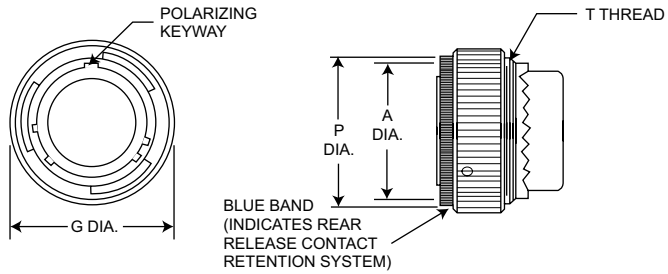 POLARIZING
KEYWAY
G DIA.
T THREAD
P
DIA.
A
DIA.
BLUE BAND
(INDICATES REAR
RELEASE CONTACT
RETENTION SYSTEM)